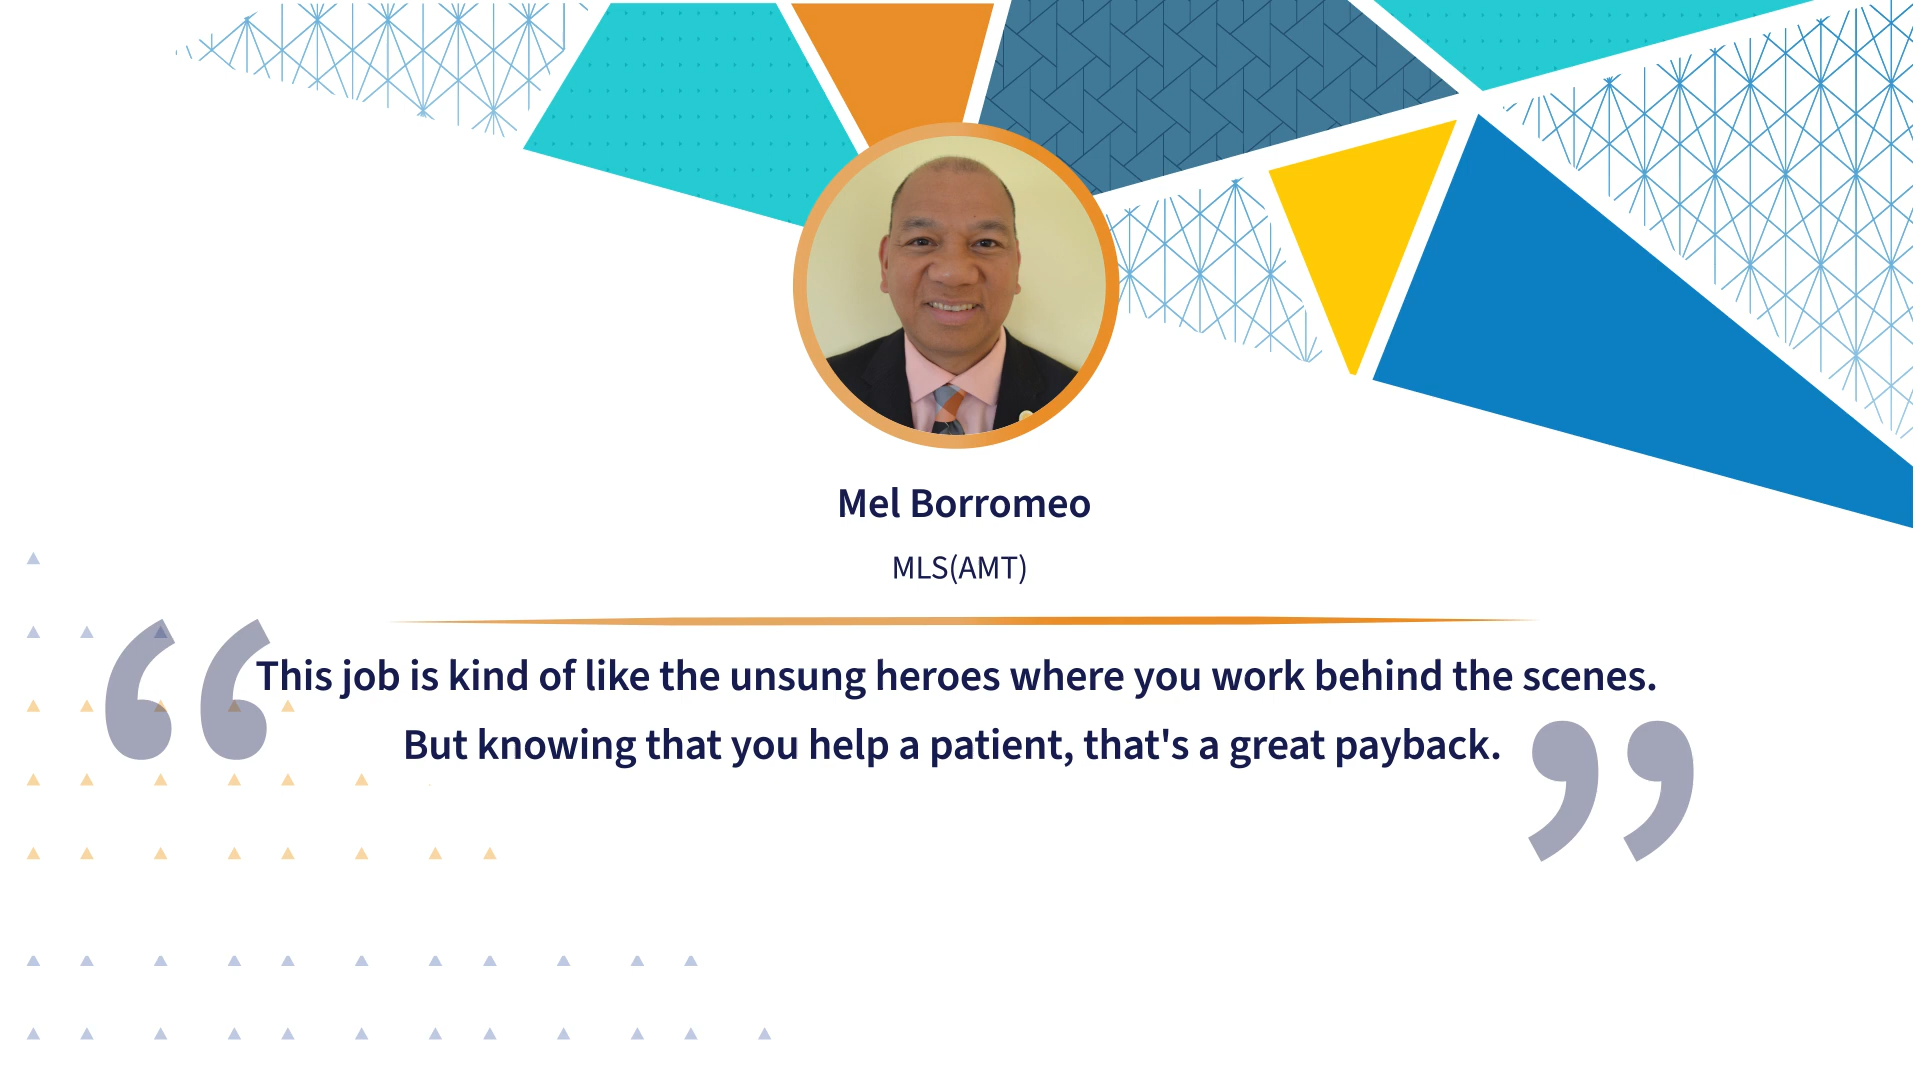 Mel Borromeo
MLS(AMT)
This job is kind of like the unsung heroes where you work behind the scenes.
But knowing that you help a patient, that's a great payback.